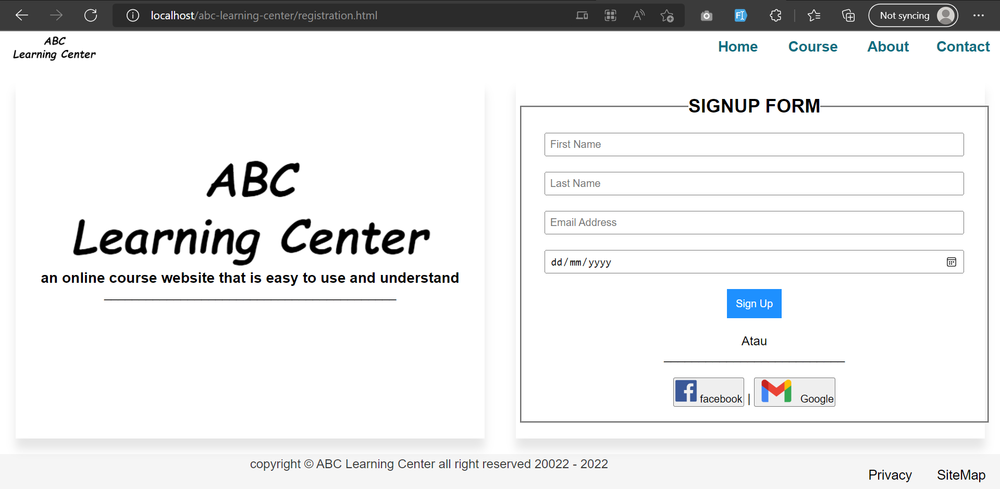 localhost/abc-learning-center/registration.html
Not syncing
ABC
Learning Center
Home Course About Contact
ABC
Learning Center
an online course website that is easy to use and understand
SIGNUP FORM
First Name
Last Name
Email Address
dd/mm/yyyy
Sign Up
Atau
facebook | Google
copyright © ABC Learning Center all right reserved 20022 - 2022
Privacy SiteMap